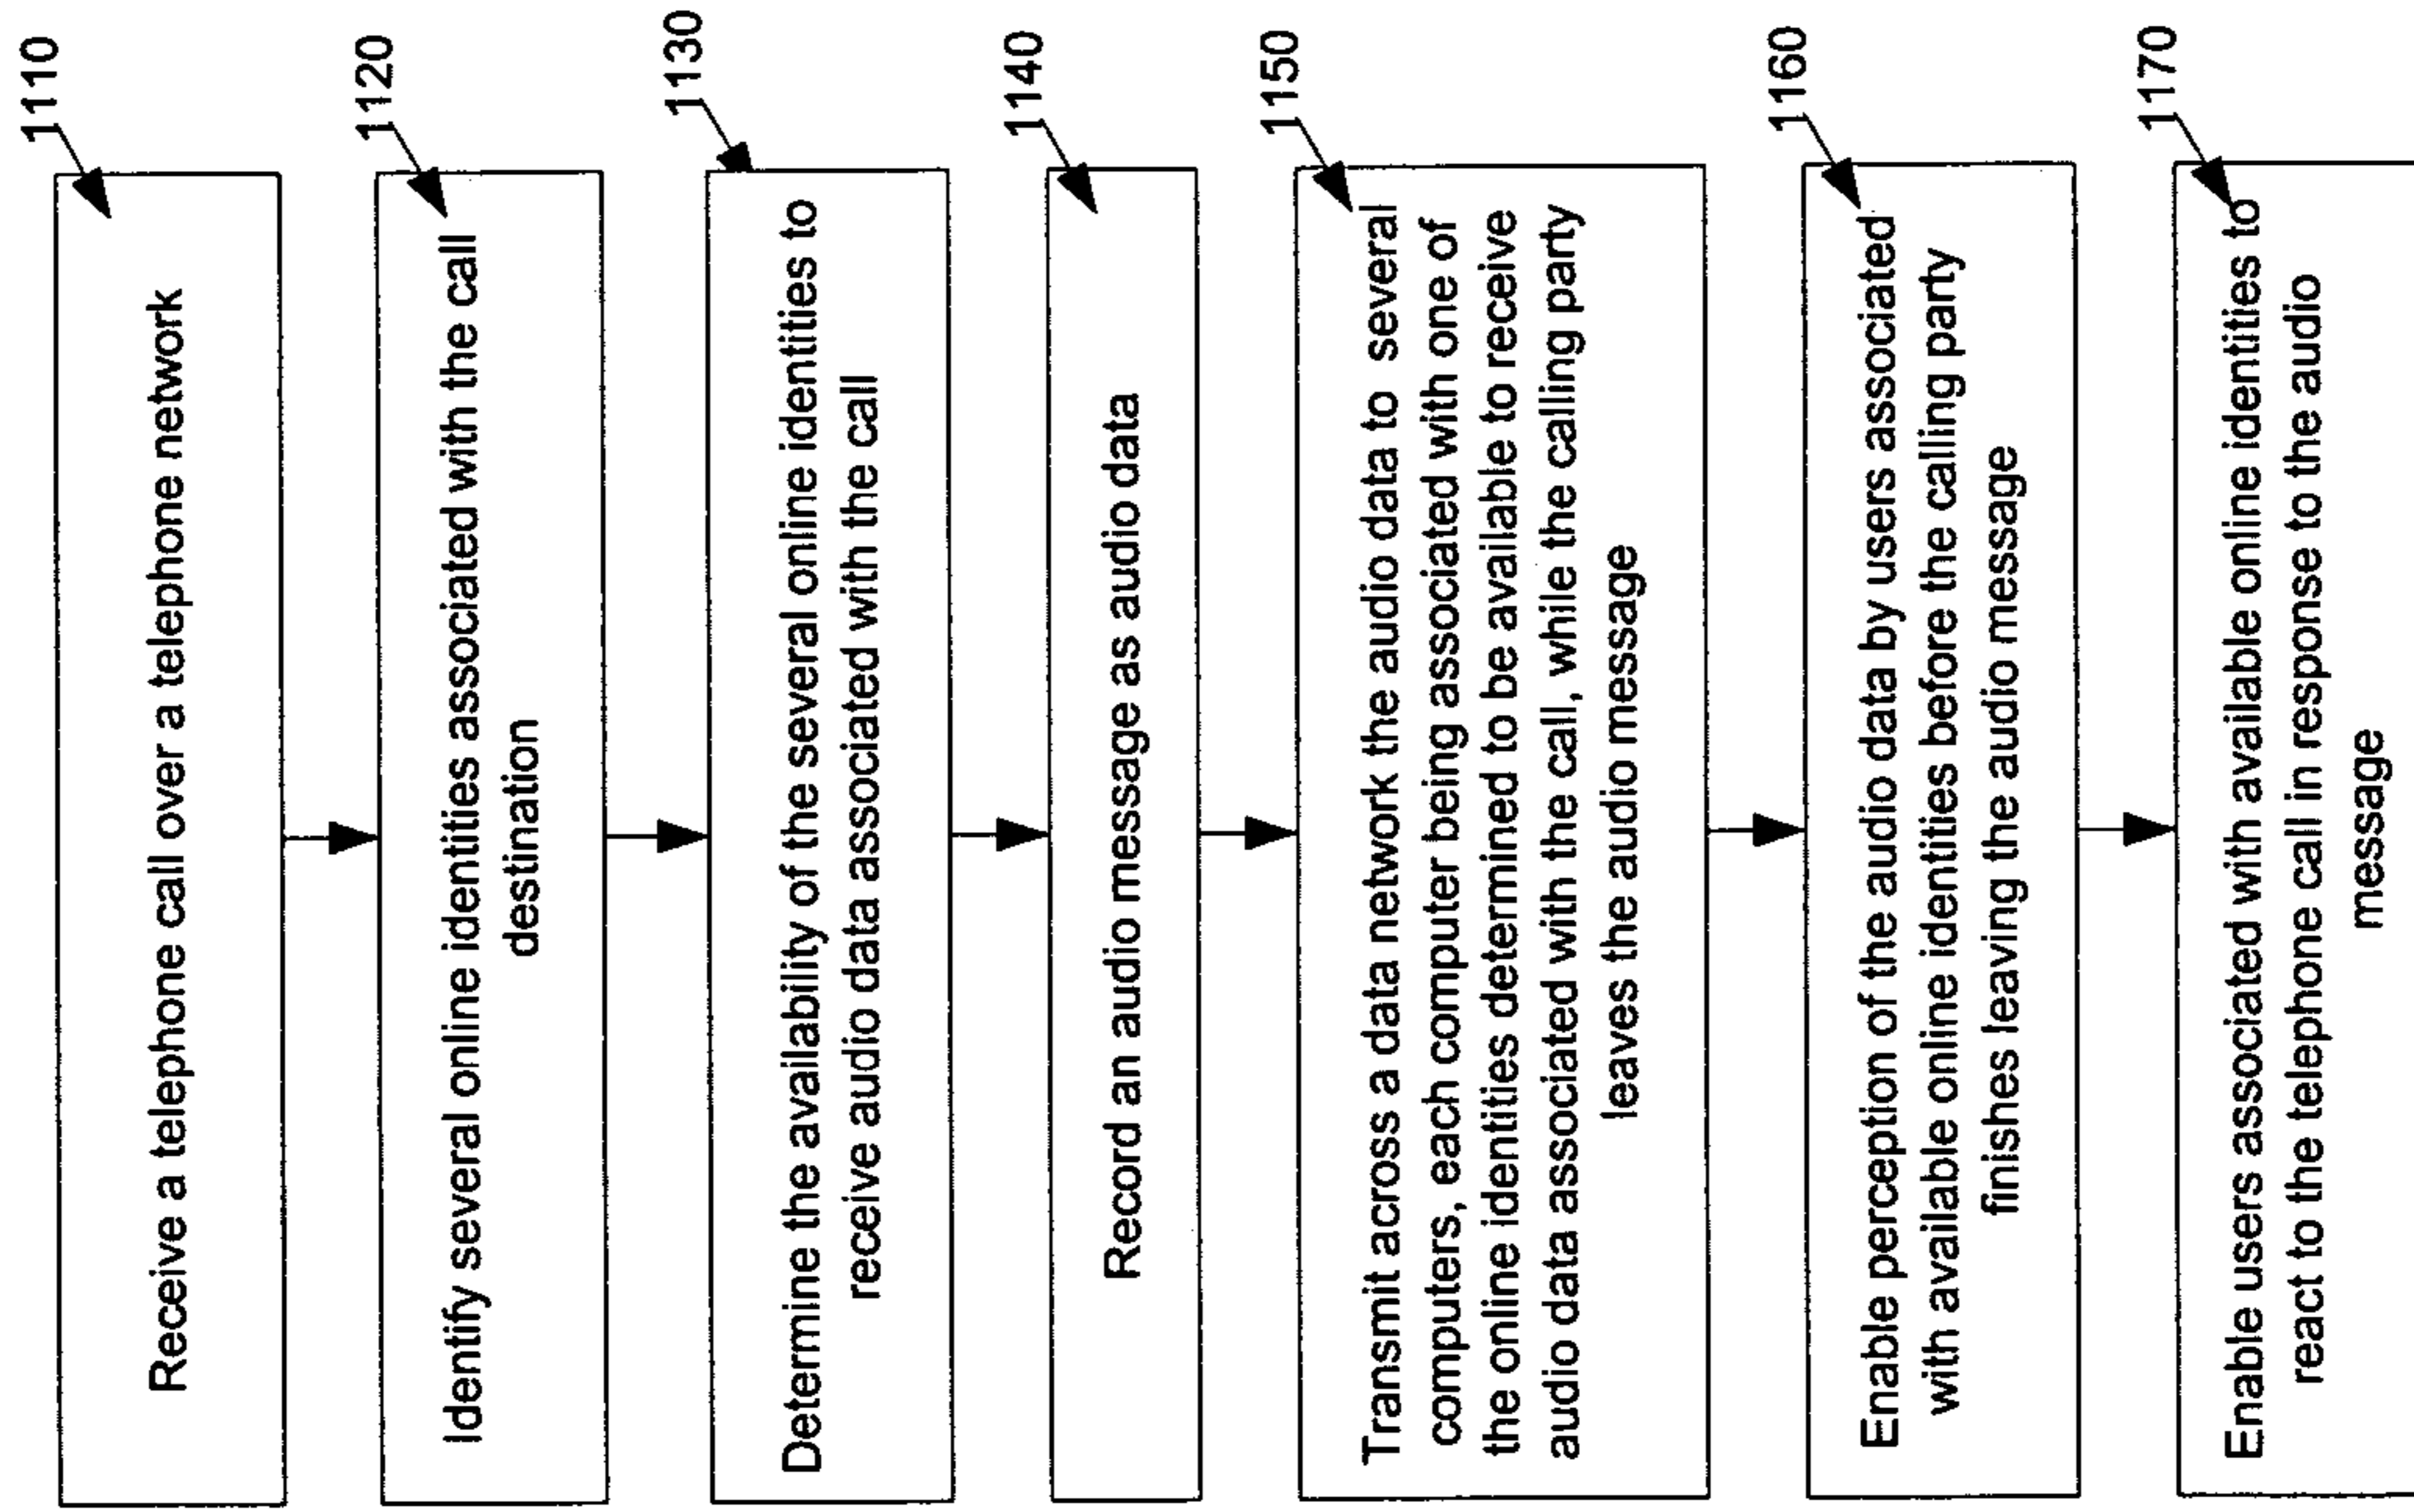 1110
Receive a telephone call over a telephone network
1120
Identify several online identities associated with the call
destination
1130
Determine the availability of the several online identities to
receive audio data associated with the call
1140
Record an audio message as audio data
1150
Transmit across a data network the audio data to several
computers, each computer being associated with one of
the online identities determined to be available to receive
audio data associated with the call, while the calling party
leaves the audio message
1160
Enable perception of the audio data by users associated
with available online identities before the calling party
finishes leaving the audio message
1170
Enable users associated with available online identities to
react to the telephone call in response to the audio
message